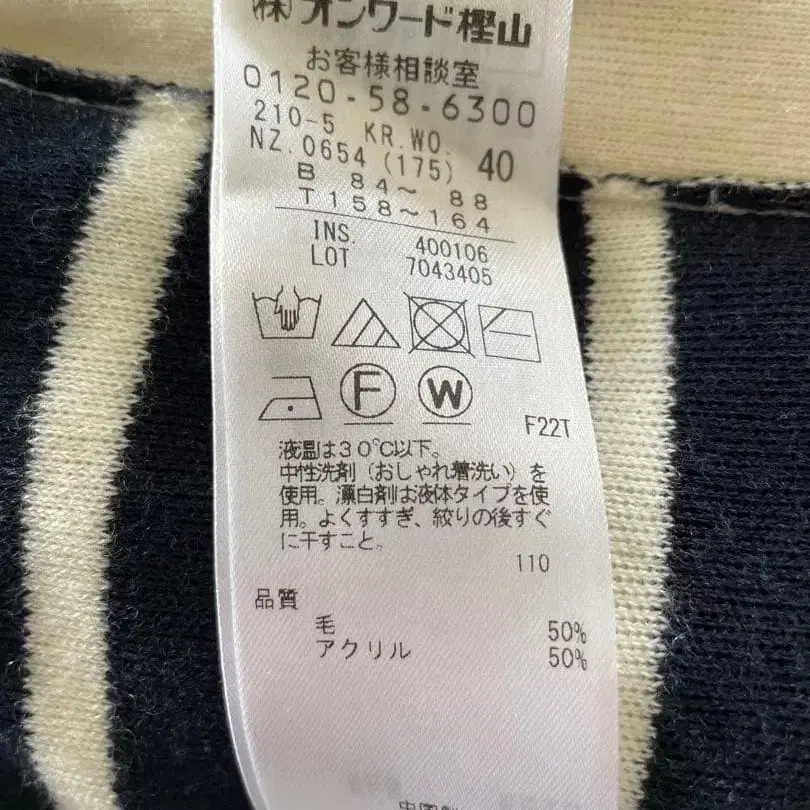 (株)オンワード樫山
お客様相談室
0120-58-6300
210-5 KR.WO.
NZ.0654 (175) 40
B 84~ 88
T158~164
INS. 400106
LOT 7043405
F W
F22T
液温は30℃以下。
中性洗剤(おしゃれ着洗い)を
使用。漂白剤は液体タイプを使
用。よくすすぎ、絞りの後すぐ
に干すこと。
110
品質
毛 50%
アクリル 50%